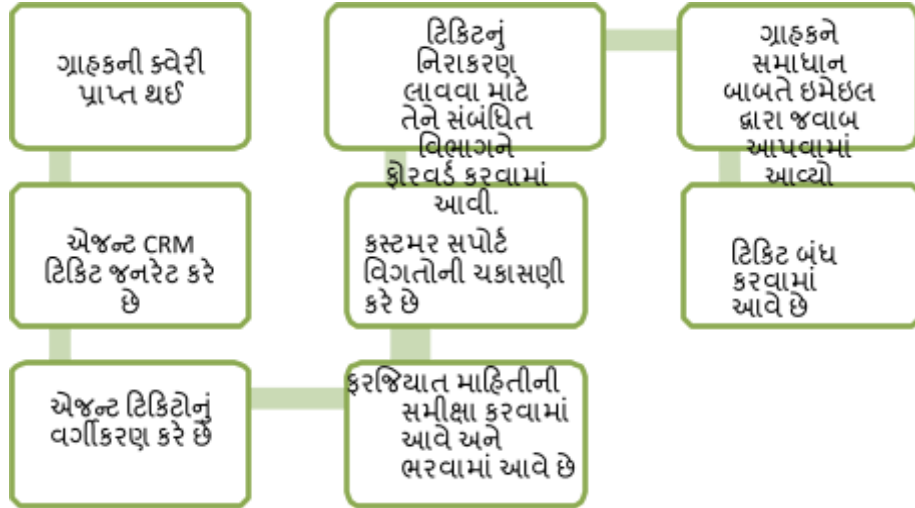 ગ્રાહકની ક્વેરી
પ્રાપ્ત થઈ
એજન્ટ CRM
ટિકિટ જનરેટ કરે
છે
એજન્ટ ટિકિટોનું
વર્ગીકરણ કરે છે
ફરજિયાત માહિતીની
સમીક્ષા કરવામાં
આવે અને
ભરવામાં આવે છે
કસ્ટમર સપોર્ટ
વિગતોની ચકાસણી
કરે છે
ટિકિટનું
નિરાકરણ
લાવવા માટે
તેને સંબંધિત
વિભાગને
ફોરવર્ડ કરવામાં
આવી.
ગ્રાહકને
સમાધાન
બાબતે ઇમેઇલ
દ્વારા જવાબ
આપવામાં
આવ્યો
ટિકિટ બંધ
કરવામાં
આવે છે